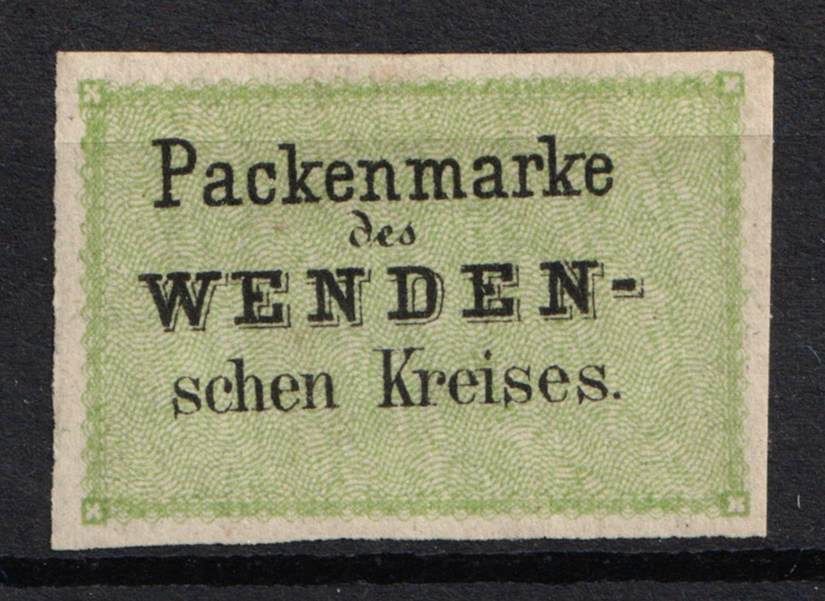 Packenmarke
des
WENDEN-
schen Kreises.